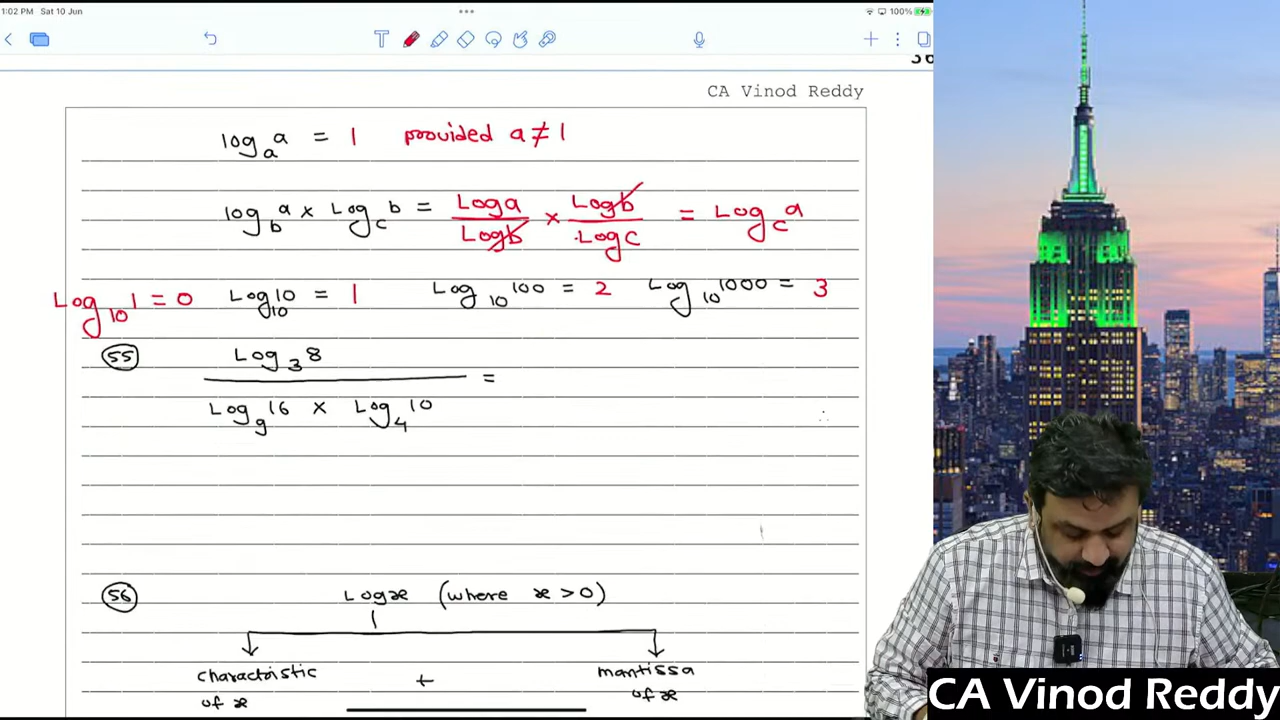 1:02 PM Sat 10 Jun
100%
36
CA Vinod Reddy
log_a a = 1 provided a ≠ 1
log_b a × Log_c b = Log a / Log b × Log b / Log c = Log_c a
Log_10 1 = 0 Log_10 10 = 1 Log_10 100 = 2 Log_10 1000 = 3
55 Log_3 8
=
Log_9 16 × Log_4 10
56 Log x (where x > 0)
charactoistic + mantissa
of x of x
CA Vinod Reddy